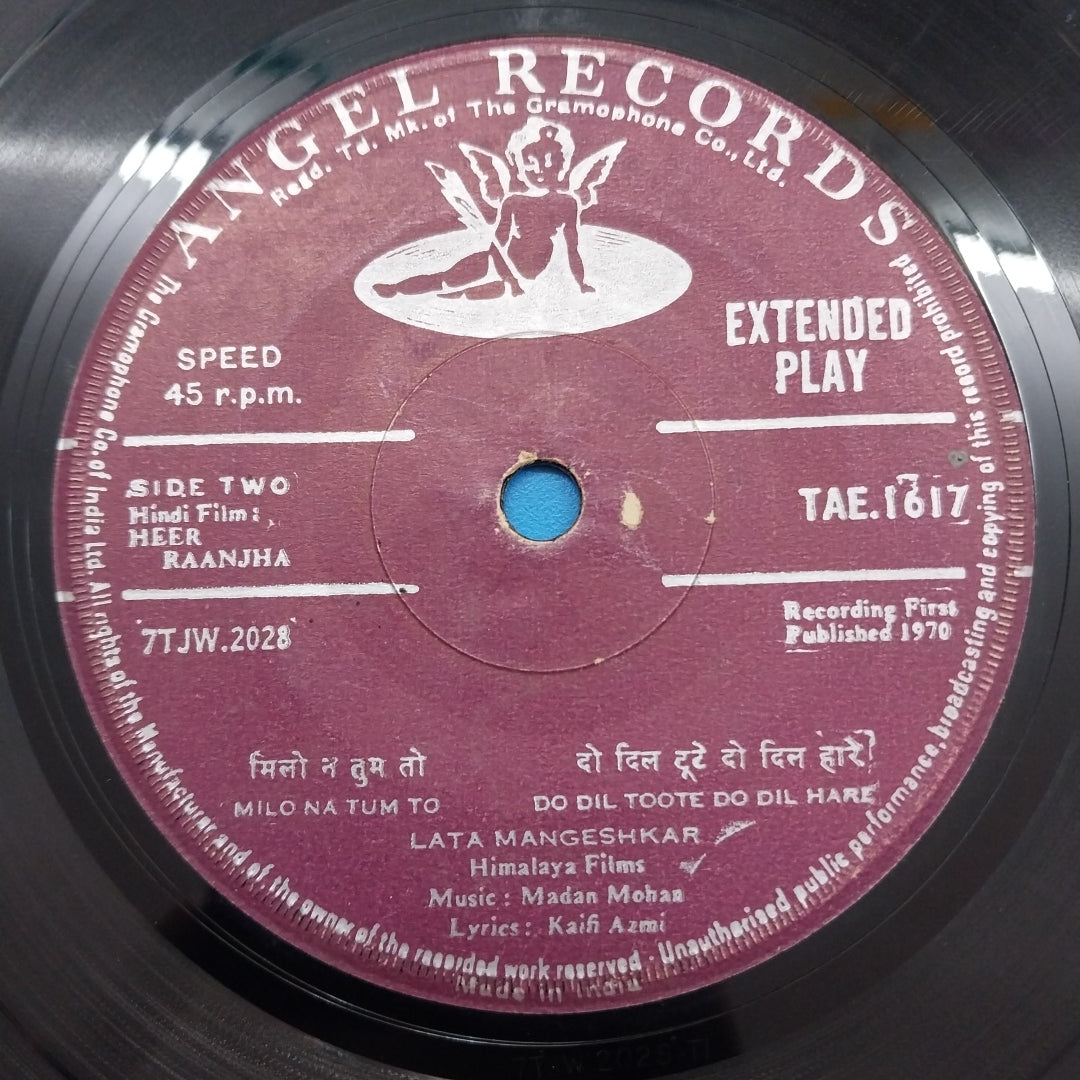 ANGEL RECORDS
Regd. Td. Mk. of The Gramophone Co., Ltd.
EXTENDED
PLAY
SPEED
45 r.p.m.
SIDE TWO
Hindi Film:
HEER
RAANJHA
TAE.1617
7TJW.2028
Recording First
Published 1970
मिलो न तुम तो
दो दिल टूटे दो दिल हारे
MILO NA TUM TO
DO DIL TOOTE DO DIL HARE
LATA MANGESHKAR
Himalaya Films
Music: Madan Mohan
Lyrics: Kaifi Azmi
The Gramophone Co. of India Ltd. All rights of the Manufacturer and of the owner of the recorded work reserved. Unauthorised public performance, broadcasting and copying of this record prohibited
Made in India